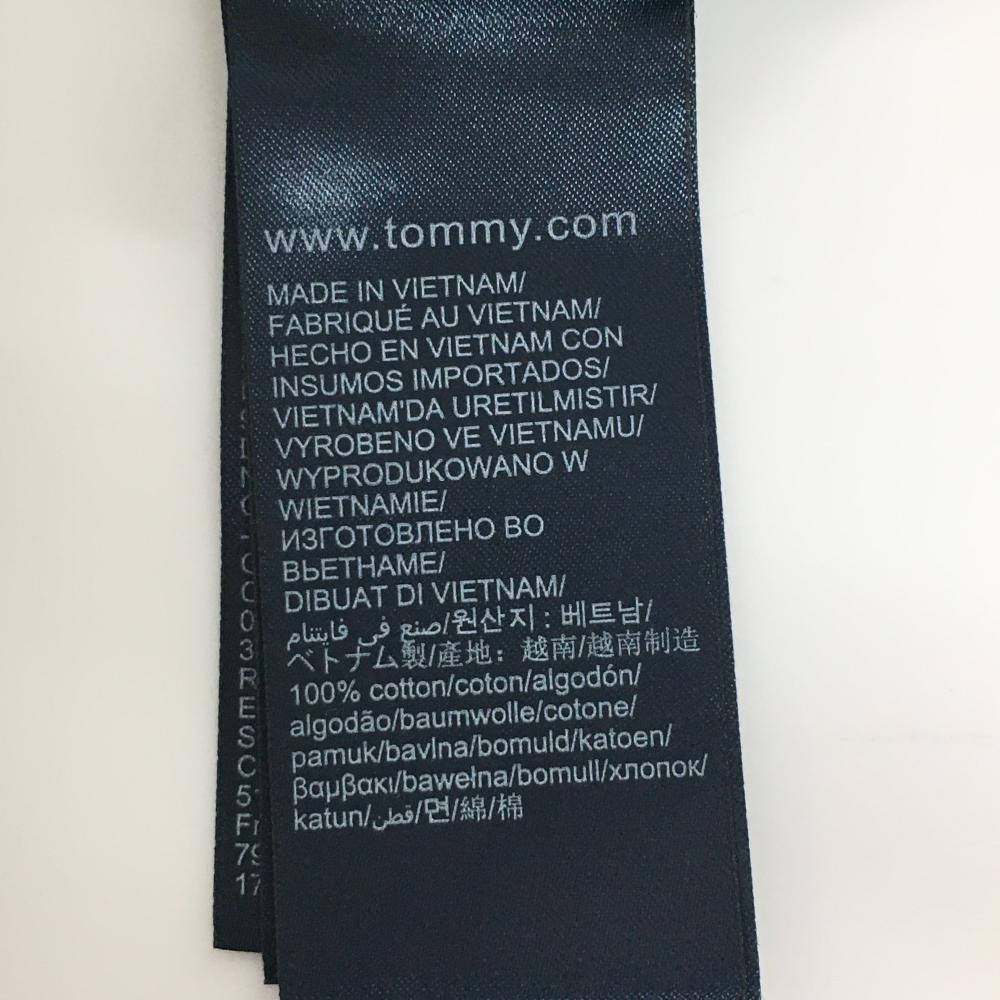 www.tommy.com
MADE IN VIETNAM/
FABRIQUÉ AU VIETNAM/
HECHO EN VIETNAM CON
INSUMOS IMPORTADOS/
VIETNAM'DA URETILMISTIR/
VYROBENO VE VIETNAMU/
WYPRODUKOWANO W
WIETNAMIE/
ИЗГОТОВЛЕНО ВО
ВЬЕТНАМЕ/
DIBUAT DI VIETNAM/
صنع في فايتنام/원산지 : 베트남/
ベトナム製/產地：越南/越南制造
100% cotton/coton/algodón/
algodão/baumwolle/cotone/
pamuk/bavlna/bomuld/katoen/
βαμβακι/bawełna/bomull/хлопок/
katun/قطن/면/綿/棉